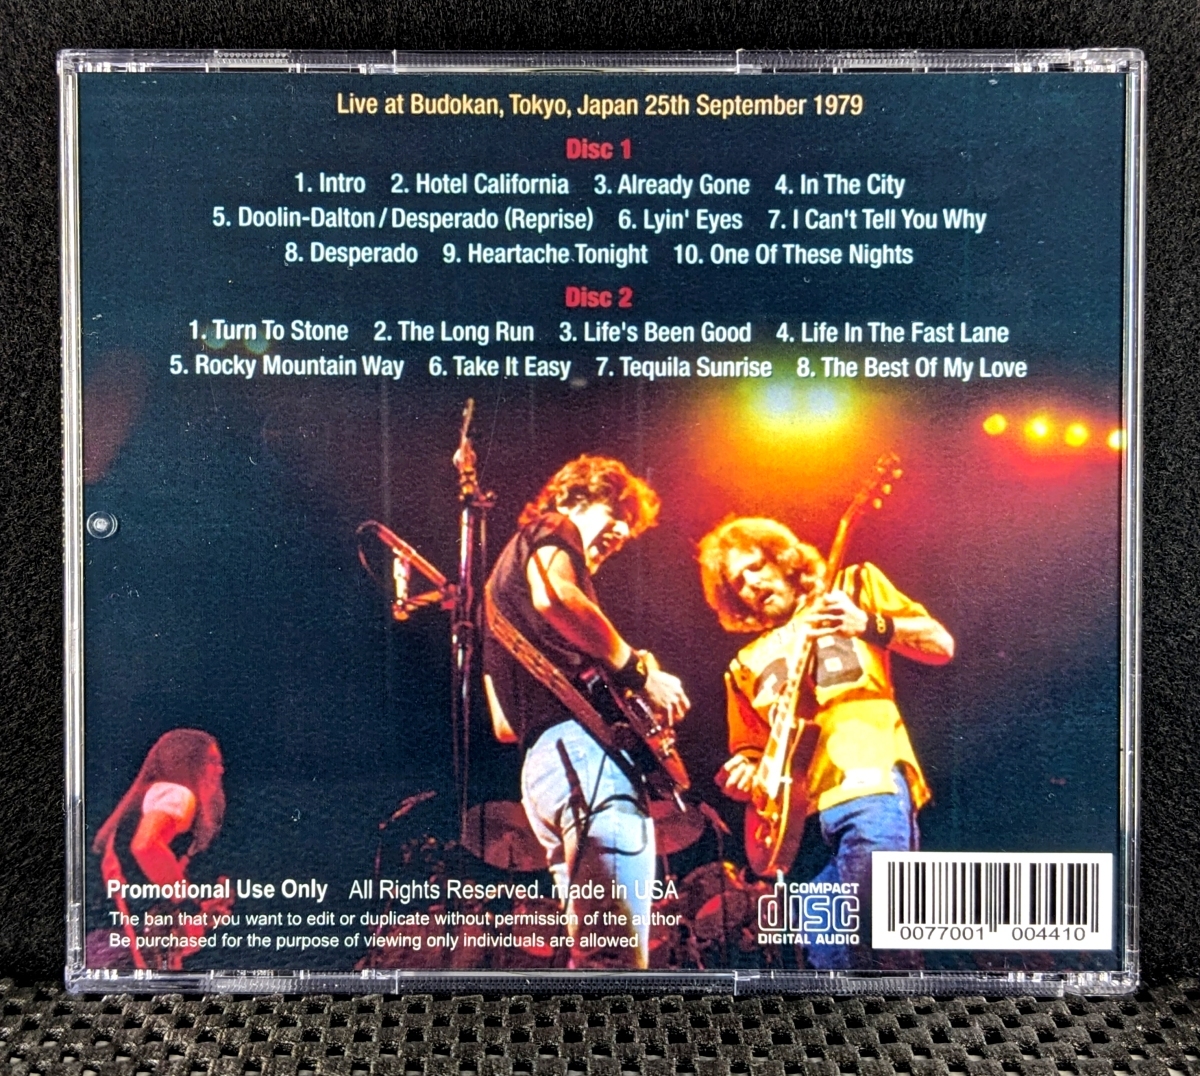 Live at Budokan, Tokyo, Japan 25th September 1979
Disc 1
1. Intro 2. Hotel California 3. Already Gone 4. In The City
5. Doolin-Dalton / Desperado (Reprise) 6. Lyin' Eyes 7. I Can't Tell You Why
8. Desperado 9. Heartache Tonight 10. One Of These Nights
Disc 2
1. Turn To Stone 2. The Long Run 3. Life's Been Good 4. Life In The Fast Lane
5. Rocky Mountain Way 6. Take It Easy 7. Tequila Sunrise 8. The Best Of My Love
8
Promotional Use Only All Rights Reserved. made in USA
The ban that you want to edit or duplicate without permission of the author
Be purchased for the purpose of viewing only individuals are allowed
COMPACT
disc
DIGITAL AUDIO
0077001 004410